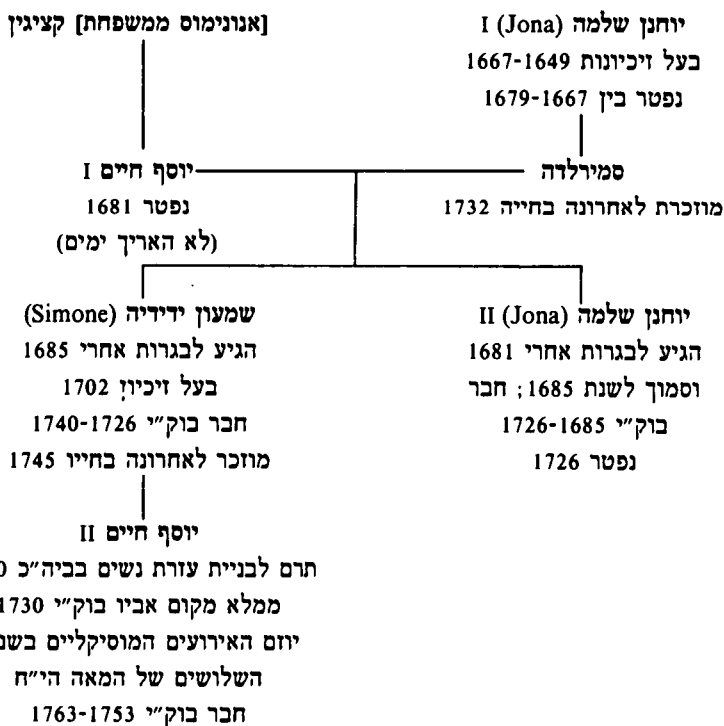 יוחנן שלמה (Jona) I
בעל זיכיונות 1667-1649
נפטר בין 1679-1667
[אנונימוס ממשפחת] קציגין
סמירלדה
מוזכרת לאחרונה בחייה 1732
יוסף חיים I
נפטר 1681
(לא האריך ימים)
יוחנן שלמה (Jona) II
הגיע לבגרות אחרי 1681
וסמוך לשנת 1685; חבר
בוק״י 1726-1685
נפטר 1726
שמעון ידידיה (Simone)
הגיע לבגרות אחרי 1685
בעל זיכיון 1702
חבר בוק״י 1740-1726
מוזכר לאחרונה בחייו 1745
יוסף חיים II
תרם לבניית עזרת נשים בביה״כ
ממלא מקום אביו בוק״י 1730
יוזם האירועים המוסיקליים
השלושים של המאה הי״ח
חבר בוק״י 1763-1753